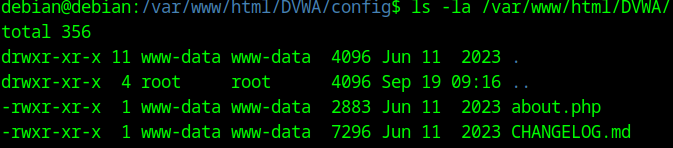 debian@debian:/var/www/html/DVWA/config$ ls -la /var/www/html/DVWA/
total 356
drwxr-xr-x 11 www-data www-data  4096 Jun 11  2023 .
drwxr-xr-x  4 root     root      4096 Sep 19 09:16 ..
-rwxr-xr-x  1 www-data www-data  2883 Jun 11  2023 about.php
-rwxr-xr-x  1 www-data www-data  7296 Jun 11  2023 CHANGELOG.md